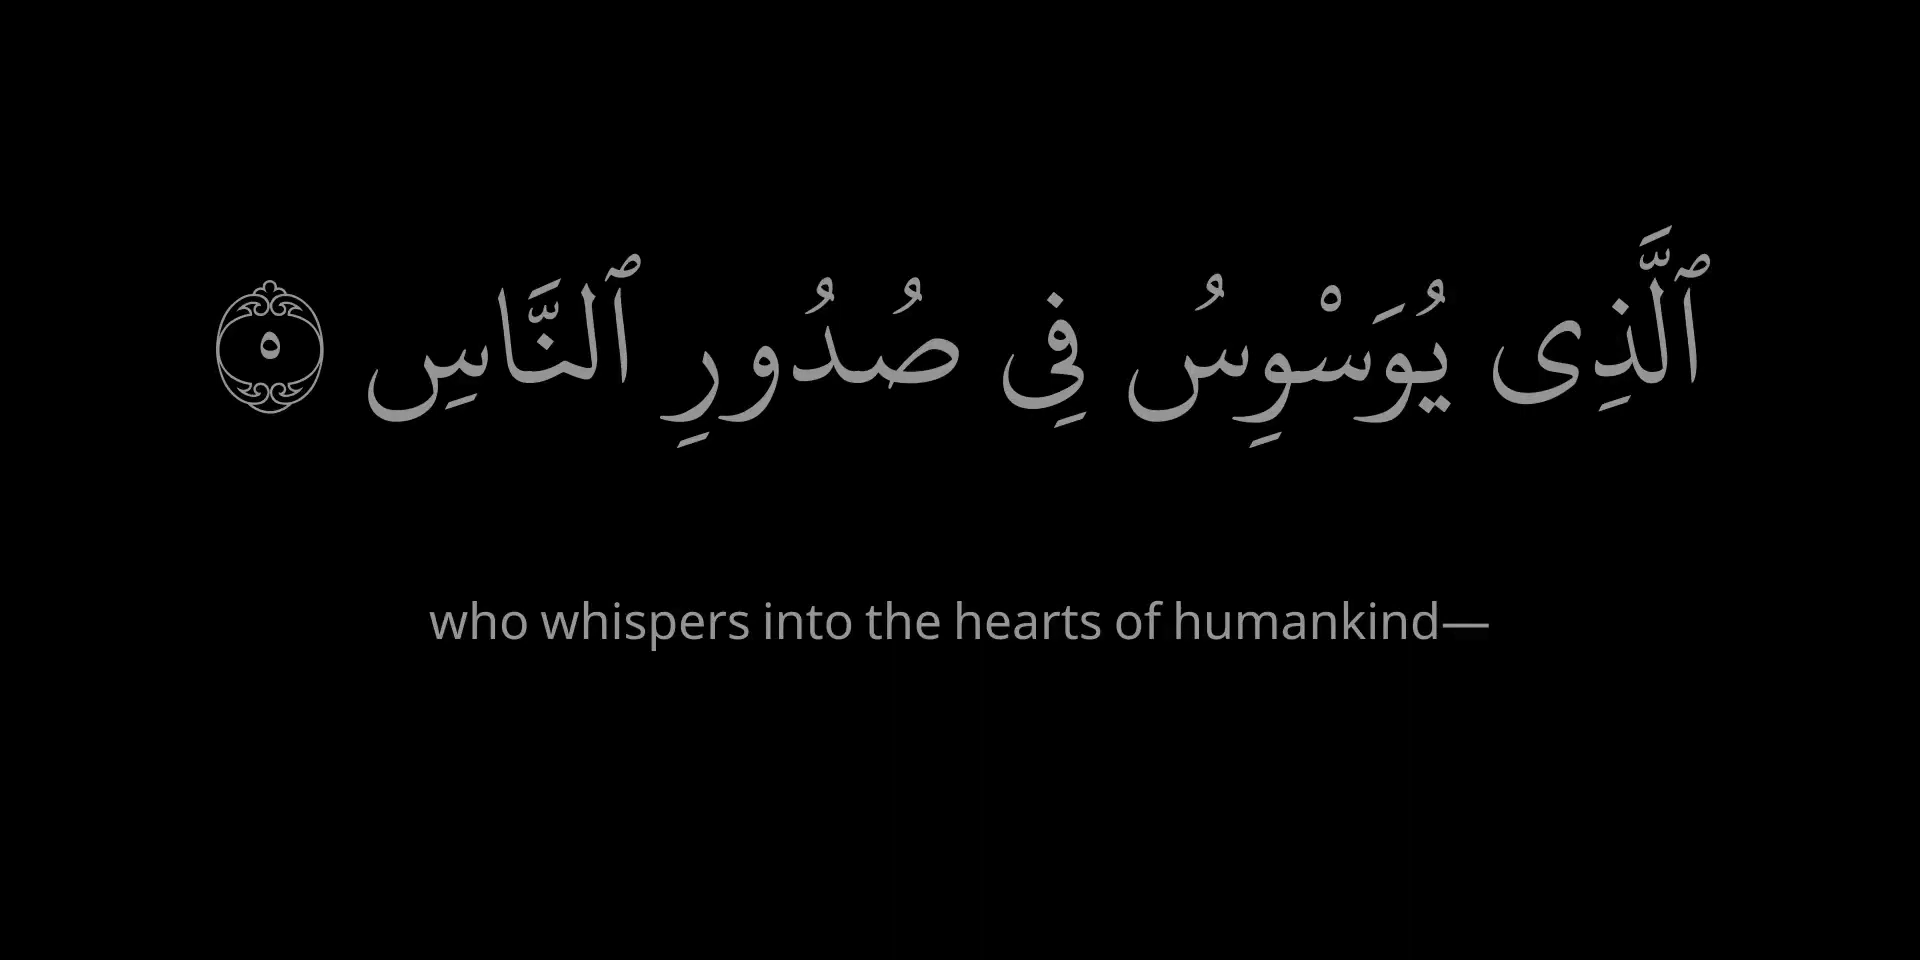 ٱلَّذِى يُوَسْوِسُ فِى صُدُورِ ٱلنَّاسِ ٥
who whispers into the hearts of humankind—